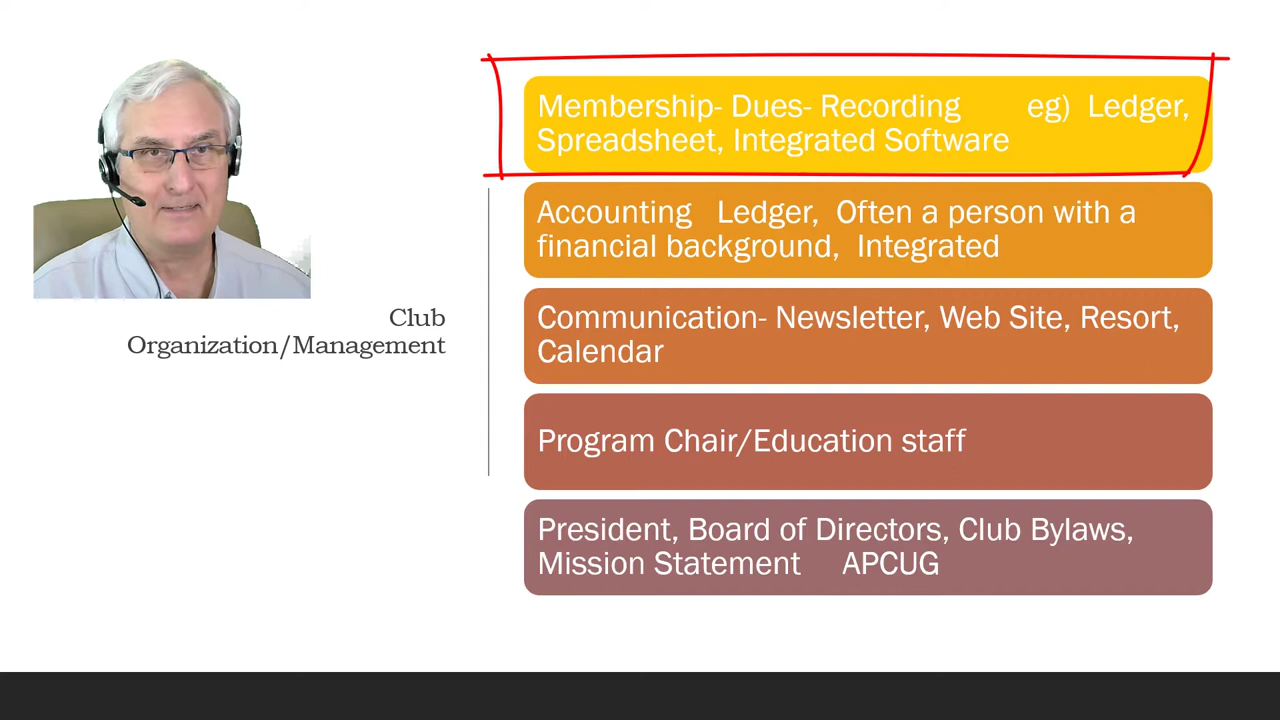 Club
Organization/Management
Membership- Dues- Recording eg) Ledger,
Spreadsheet, Integrated Software
Accounting Ledger, Often a person with a
financial background, Integrated
Communication- Newsletter, Web Site, Resort,
Calendar
Program Chair/Education staff
President, Board of Directors, Club Bylaws,
Mission Statement APCUG